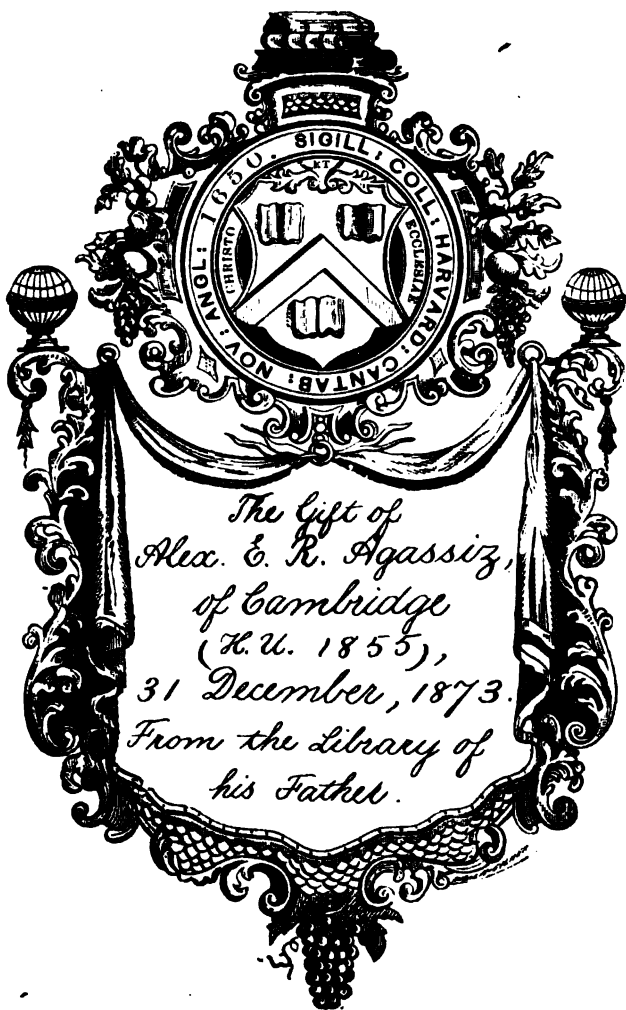 SIGILL: COLL: HARVARD: CANTAB: NOV: ANGL: 1650.
CHRISTO
ET
ECCLESIAE
The Gift of
Alex. E. R. Agassiz,
of Cambridge
(H. U. 1855),
31 December, 1873.
From the Library of
his Father.